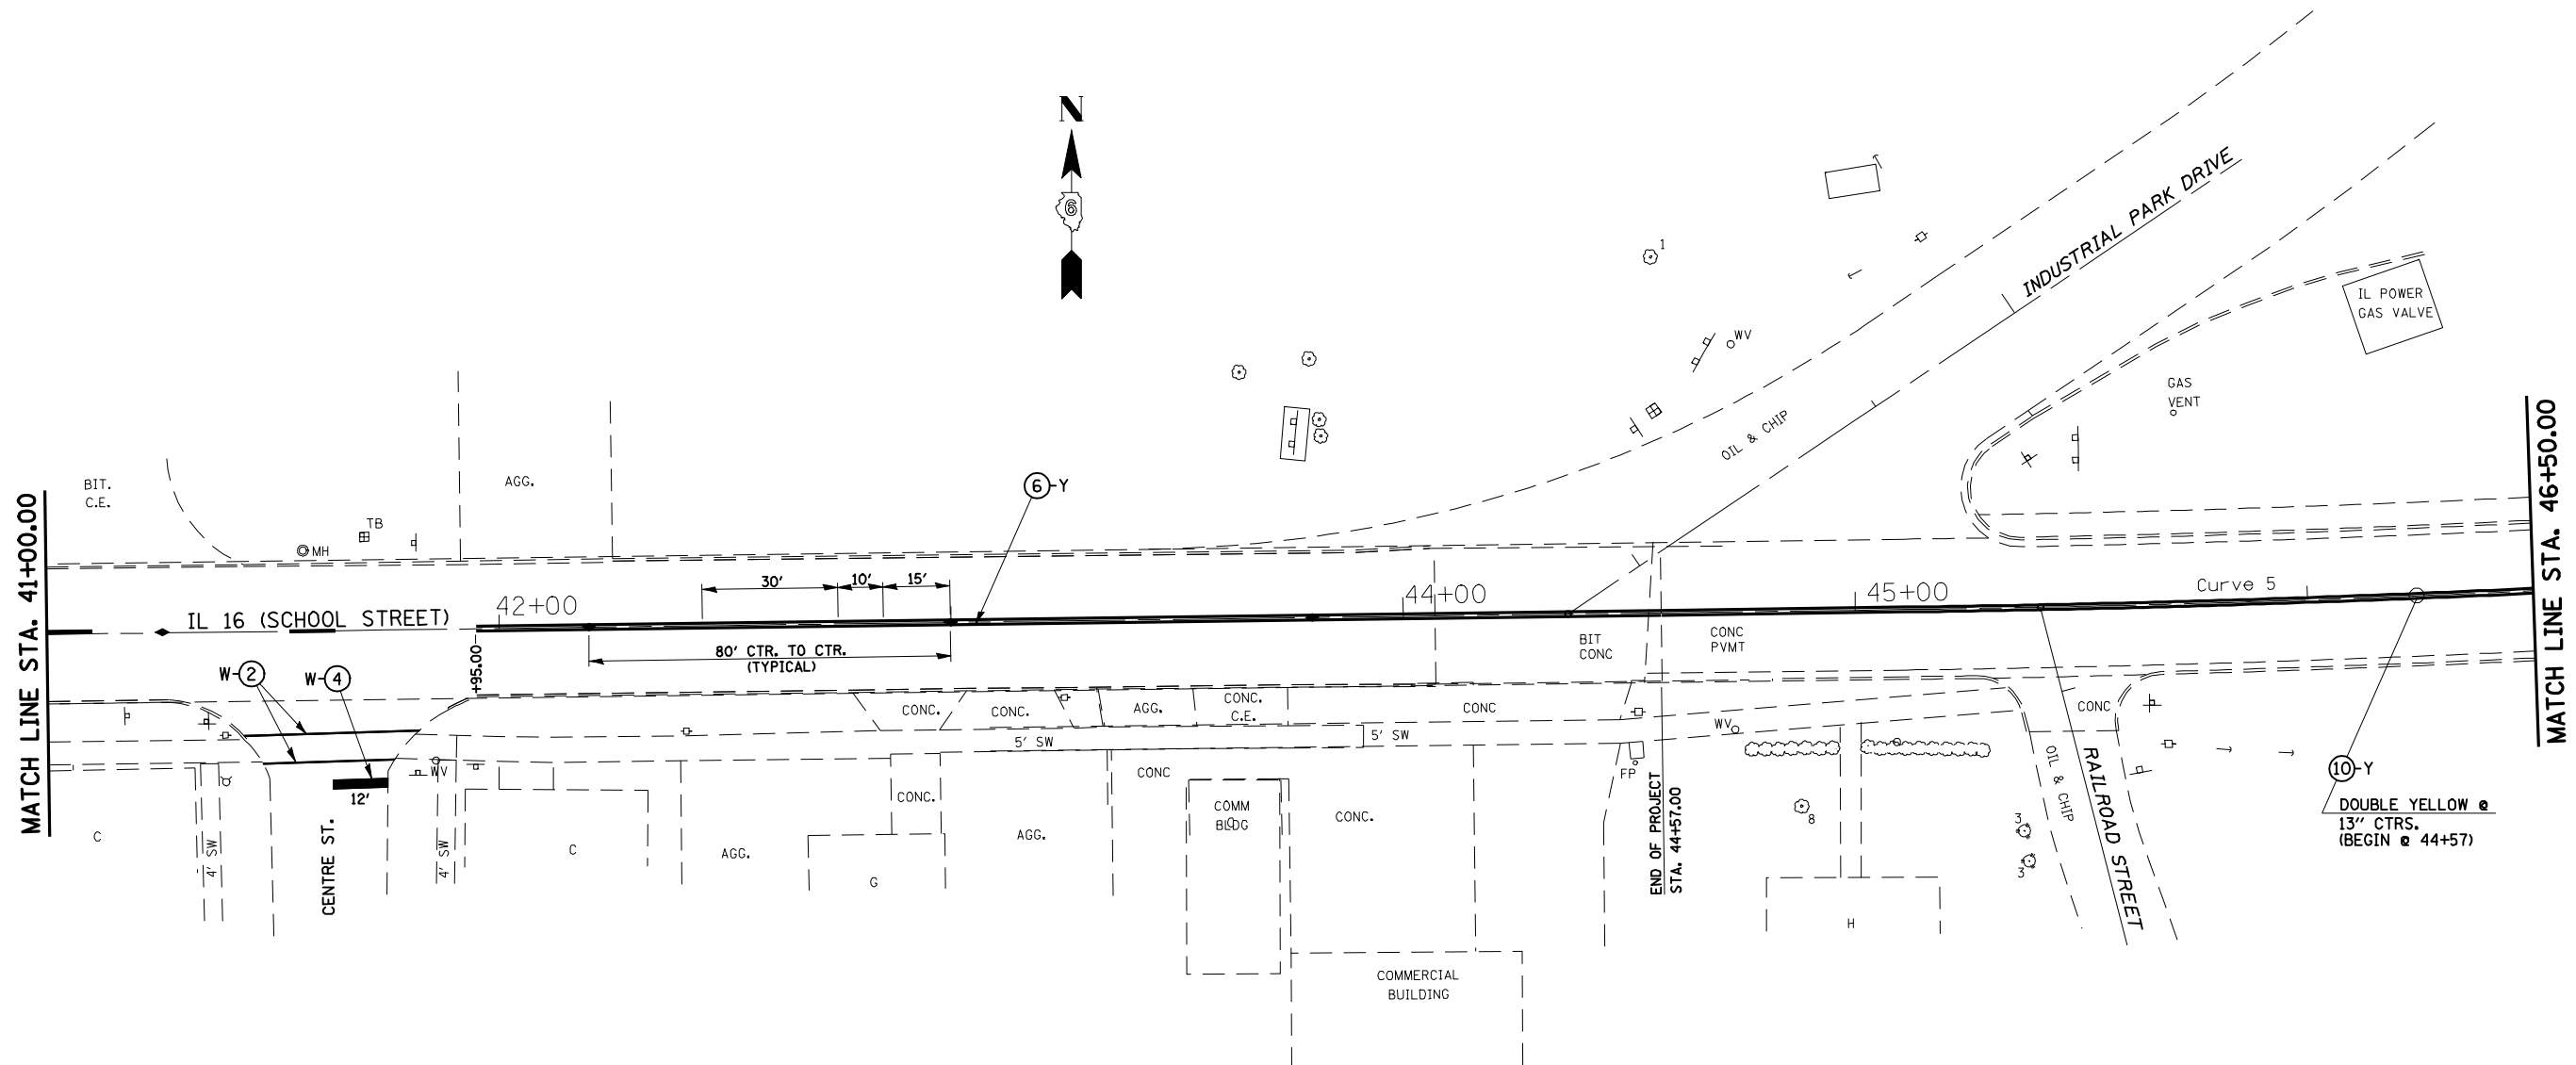 N
6
INDUSTRIAL PARK DRIVE
1
IL POWER
GAS VALVE
WV
GAS
VENT
OIL & CHIP
MATCH LINE STA. 41+00.00
BIT.
C.E.
AGG.
6-Y
TB
MH
30'
10'
15'
IL 16 (SCHOOL STREET)
42+00
44+00
45+00
Curve 5
MATCH LINE STA. 46+50.00
+95.00
80' CTR. TO CTR.
(TYPICAL)
BIT
CONC
CONC
PVMT
W-2
W-4
CONC.
CONC.
AGG.
CONC.
C.E.
CONC
CONC
5' SW
5' SW
WV
WV
12'
CONC
FP
10-Y
DOUBLE YELLOW @
13" CTRS.
(BEGIN @ 44+57)
C
4' SW
CENTRE ST.
4' SW
C
AGG.
CONC.
G
AGG.
COMM
BLDG
CONC.
END OF PROJECT
STA. 44+57.00
8
3
3
OIL & CHIP
RAILROAD STREET
H
COMMERCIAL
BUILDING